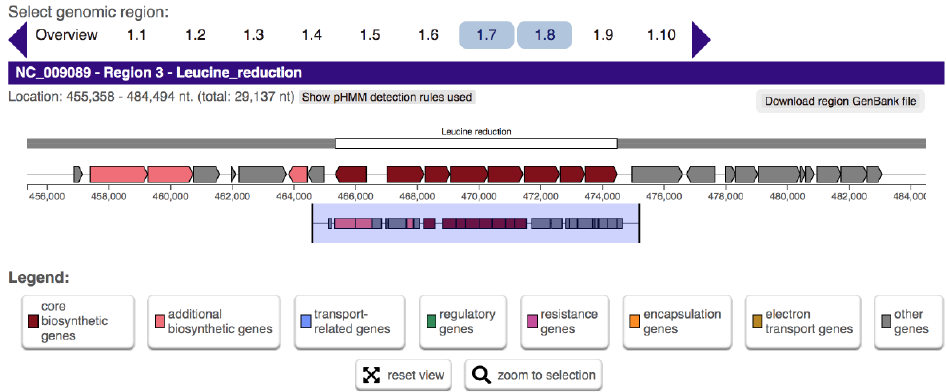 Select genomic region:
Overview 1.1 1.2 1.3 1.4 1.5 1.6 1.7 1.8 1.9 1.10
NC_009089 - Region 3 - Leucine_reduction
Location: 455,358 - 484,494 nt. (total: 29,137 nt) Show pHMM detection rules used
Download region GenBank file
Leucine reduction
456,000 458,000 460,000 462,000 464,000 466,000 468,000 470,000 472,000 474,000 476,000 478,000 480,000 482,000 484,
Legend:
core biosynthetic genes
additional biosynthetic genes
transport-related genes
regulatory genes
resistance genes
encapsulation genes
electron transport genes
other genes
reset view
zoom to selection